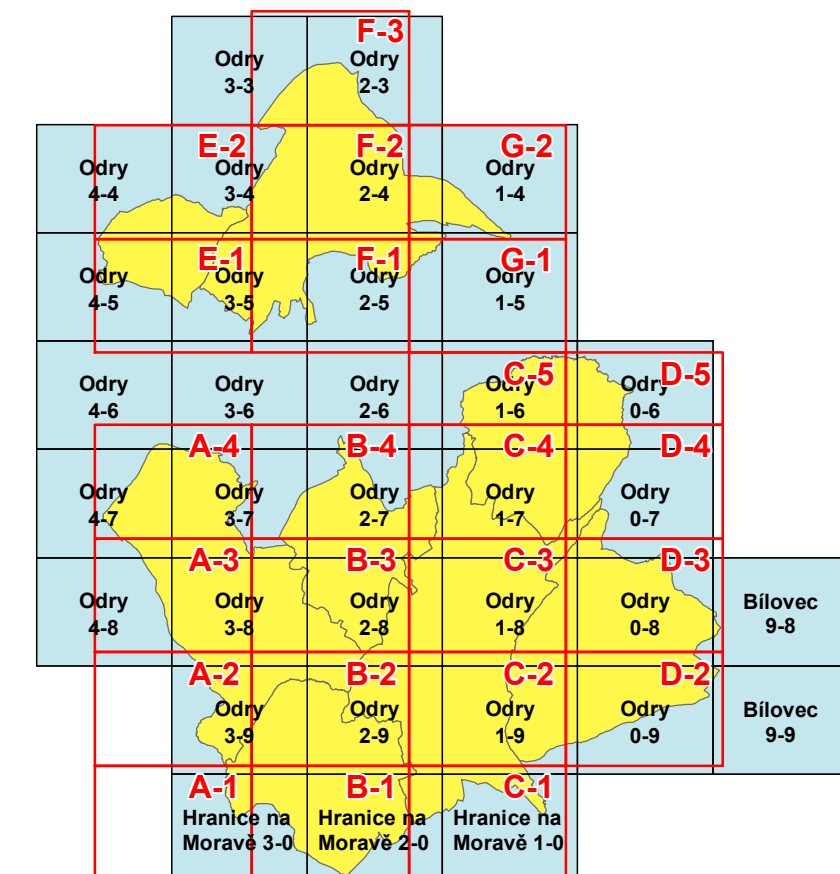 F-3
Odry
3-3
Odry
2-3
E-2
F-2
G-2
Odry
4-4
Odry
3-4
Odry
2-4
Odry
1-4
E-1
F-1
G-1
Odry
4-5
Odry
3-5
Odry
2-5
Odry
1-5
C-5
D-5
Odry
4-6
Odry
3-6
Odry
2-6
Odry
1-6
Odry
0-6
A-4
B-4
C-4
D-4
Odry
4-7
Odry
3-7
Odry
2-7
Odry
1-7
Odry
0-7
A-3
B-3
C-3
D-3
Odry
4-8
Odry
3-8
Odry
2-8
Odry
1-8
Odry
0-8
Bílovec
9-8
A-2
B-2
C-2
D-2
Odry
3-9
Odry
2-9
Odry
1-9
Odry
0-9
Bílovec
9-9
A-1
B-1
C-1
Hranice na
Moravě 3-0
Hranice na
Moravě 2-0
Hranice na
Moravě 1-0